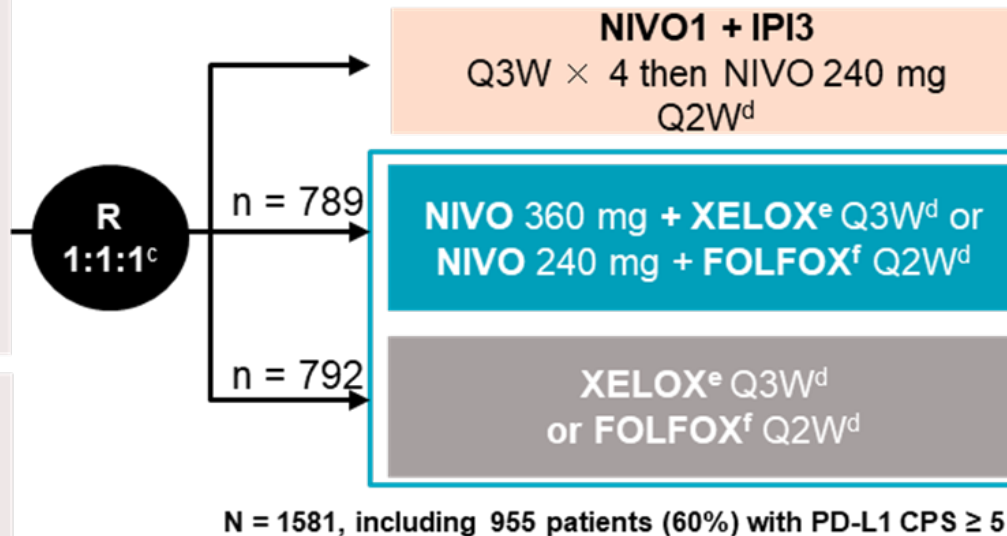 NIVO1 + IPI3
Q3W × 4 then NIVO 240 mg
Q2Wᵈ
R
1:1:1ᶜ
n = 789
NIVO 360 mg + XELOXᵉ Q3Wᵈ or
NIVO 240 mg + FOLFOXᶠ Q2Wᵈ
n = 792
XELOXᵉ Q3Wᵈ
or FOLFOXᶠ Q2Wᵈ
N = 1581, including 955 patients (60%) with PD-L1 CPS ≥ 5